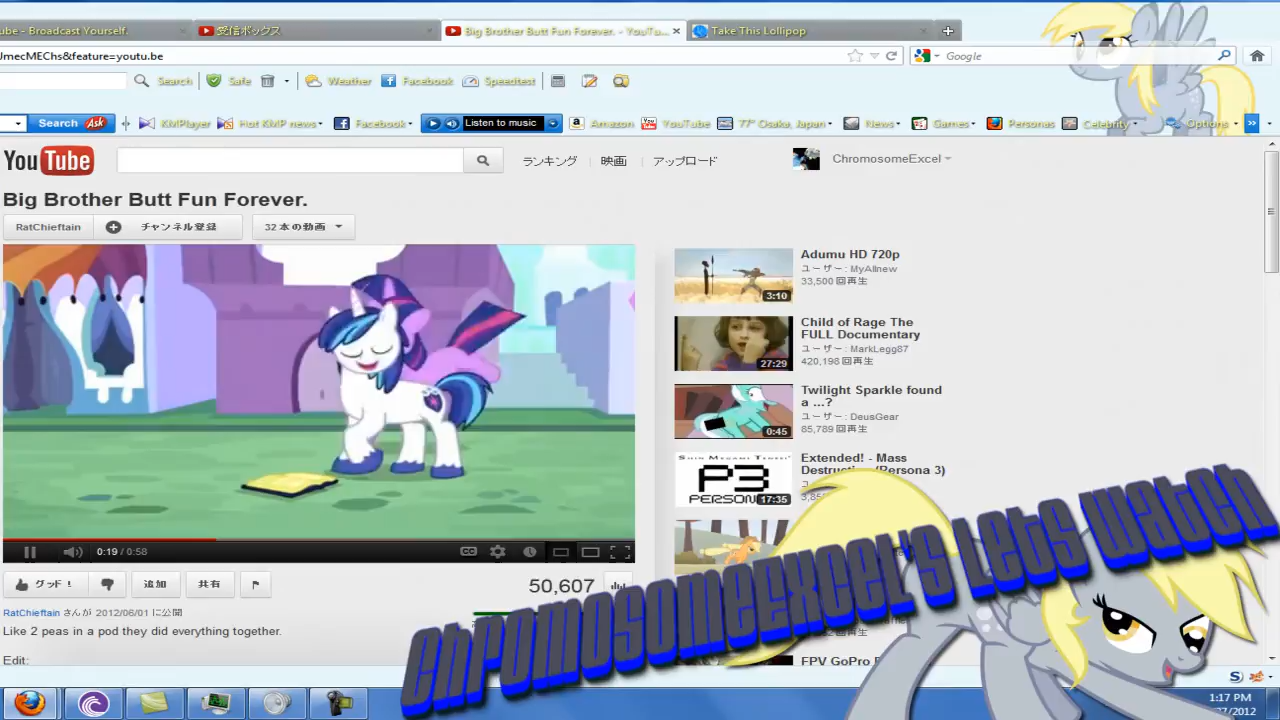 ube - Broadcast Yourself.
受信ボックス
Big Brother Butt Fun Forever. - YouTu...
Take This Lollipop
JmecMEChs&feature=youtu.be
Google
Search
Safe
Weather
Facebook
Speedtest
Search Ask
KMPlayer
Hot KMP news
Facebook
Listen to music
Amazon
YouTube
77° Osaka, Japan
News
Games
Personas
Celebrity
Options
YouTube
ランキング
映画
アップロード
ChromosomeExcel
Big Brother Butt Fun Forever.
RatChieftain
チャンネル登録
32 本の動画
0:19 / 0:58
CC
グッド！
追加
共有
50,607
RatChieftain さんが 2012/06/01 に公開
Like 2 peas in a pod they did everything together.
Edit:
Adumu HD 720p
ユーザー: MyAllnew
33,500 回再生
3:10
Child of Rage The
FULL Documentary
ユーザー: MarkLegg87
420,198 回再生
27:29
Twilight Sparkle found
a ...?
ユーザー: DeusGear
85,789 回再生
0:45
Extended! - Mass
Destruction (Persona 3)
P3
PERSON
17:35
FPV GoPro
ChromosomeExcel's Lets Watch
1:17 PM
27/2012